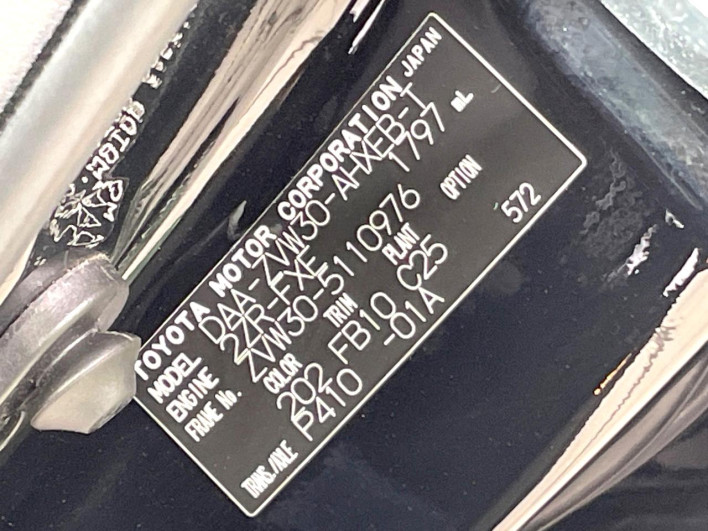 TOYOTA MOTOR CORPORATION JAPAN
MODEL DAA-ZVW30-AHXEB-T
ENGINE 2ZR-FXE 1797 mL
FRAME No. ZVW30-5110976
COLOR TRIM PLANT OPTION
202 FB10 C25
TRANS./AXLE P410 -01A 572